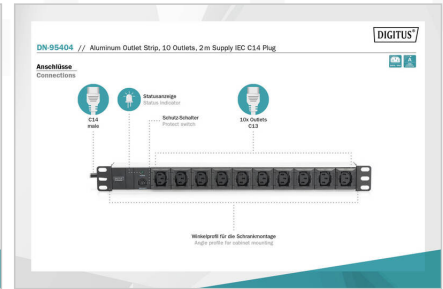 DIGITUS®
DN-95404 // Aluminum Outlet Strip, 10 Outlets, 2 m Supply IEC C14 Plug
Anschlüsse
Connections
Statusanzeige
Status indicator
C14
male
Schutz-Schalter
Protect switch
10x Outlets
C13
Winkelprofil für die Schrankmontage
Angle profile for cabinet mounting